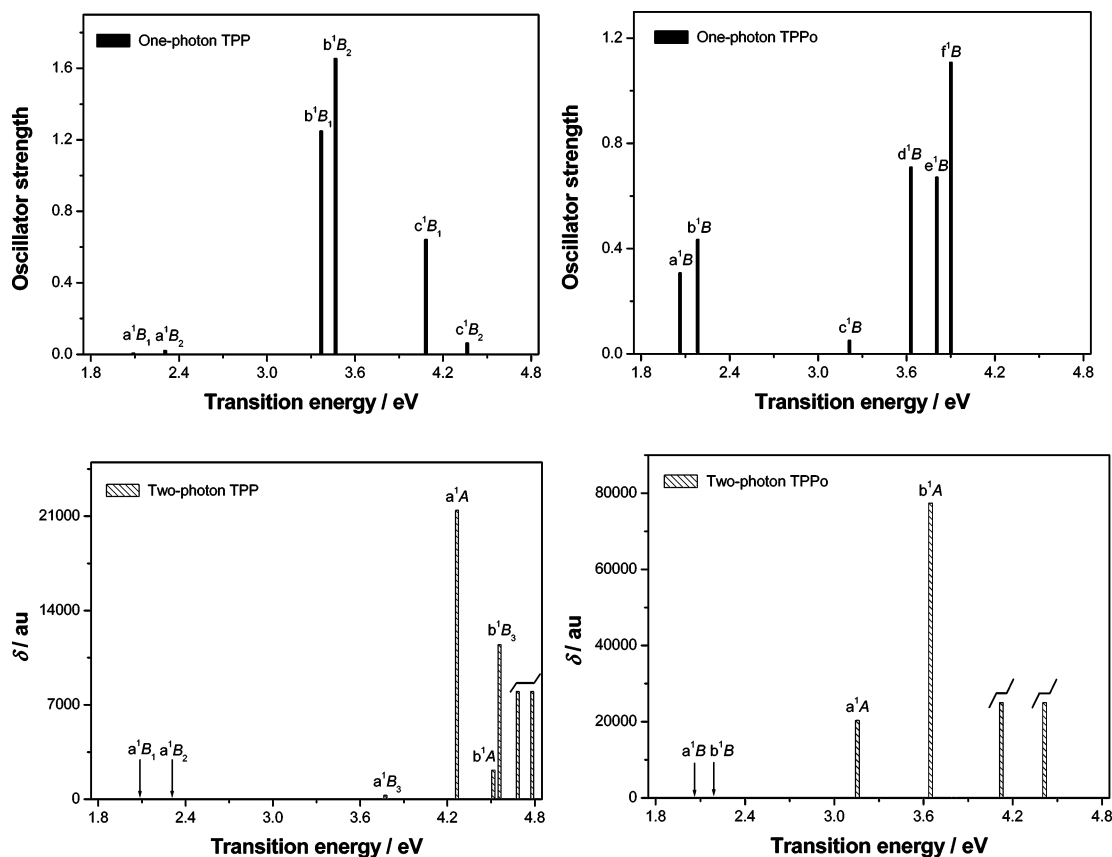 One-photon TPP
b¹B₂
b¹B₁
c¹B₁
a¹B₁ a¹B₂
c¹B₂
1.6
1.2
0.8
0.4
0.0
Oscillator strength
1.8 2.4 3.0 3.6 4.2 4.8
Transition energy / eV
One-photon TPPo
f¹B
d¹B
e¹B
b¹B
a¹B
c¹B
1.2
0.8
0.4
0.0
Oscillator strength
1.8 2.4 3.0 3.6 4.2 4.8
Transition energy / eV
Two-photon TPP
a¹A
b¹B₃
b¹A
a¹B₁ a¹B₂
a¹B₃
21000
14000
7000
0
δ / au
1.8 2.4 3.0 3.6 4.2 4.8
Transition energy / eV
Two-photon TPPo
b¹A
a¹A
a¹B b¹B
80000
60000
40000
20000
0
δ / au
1.8 2.4 3.0 3.6 4.2 4.8
Transition energy / eV